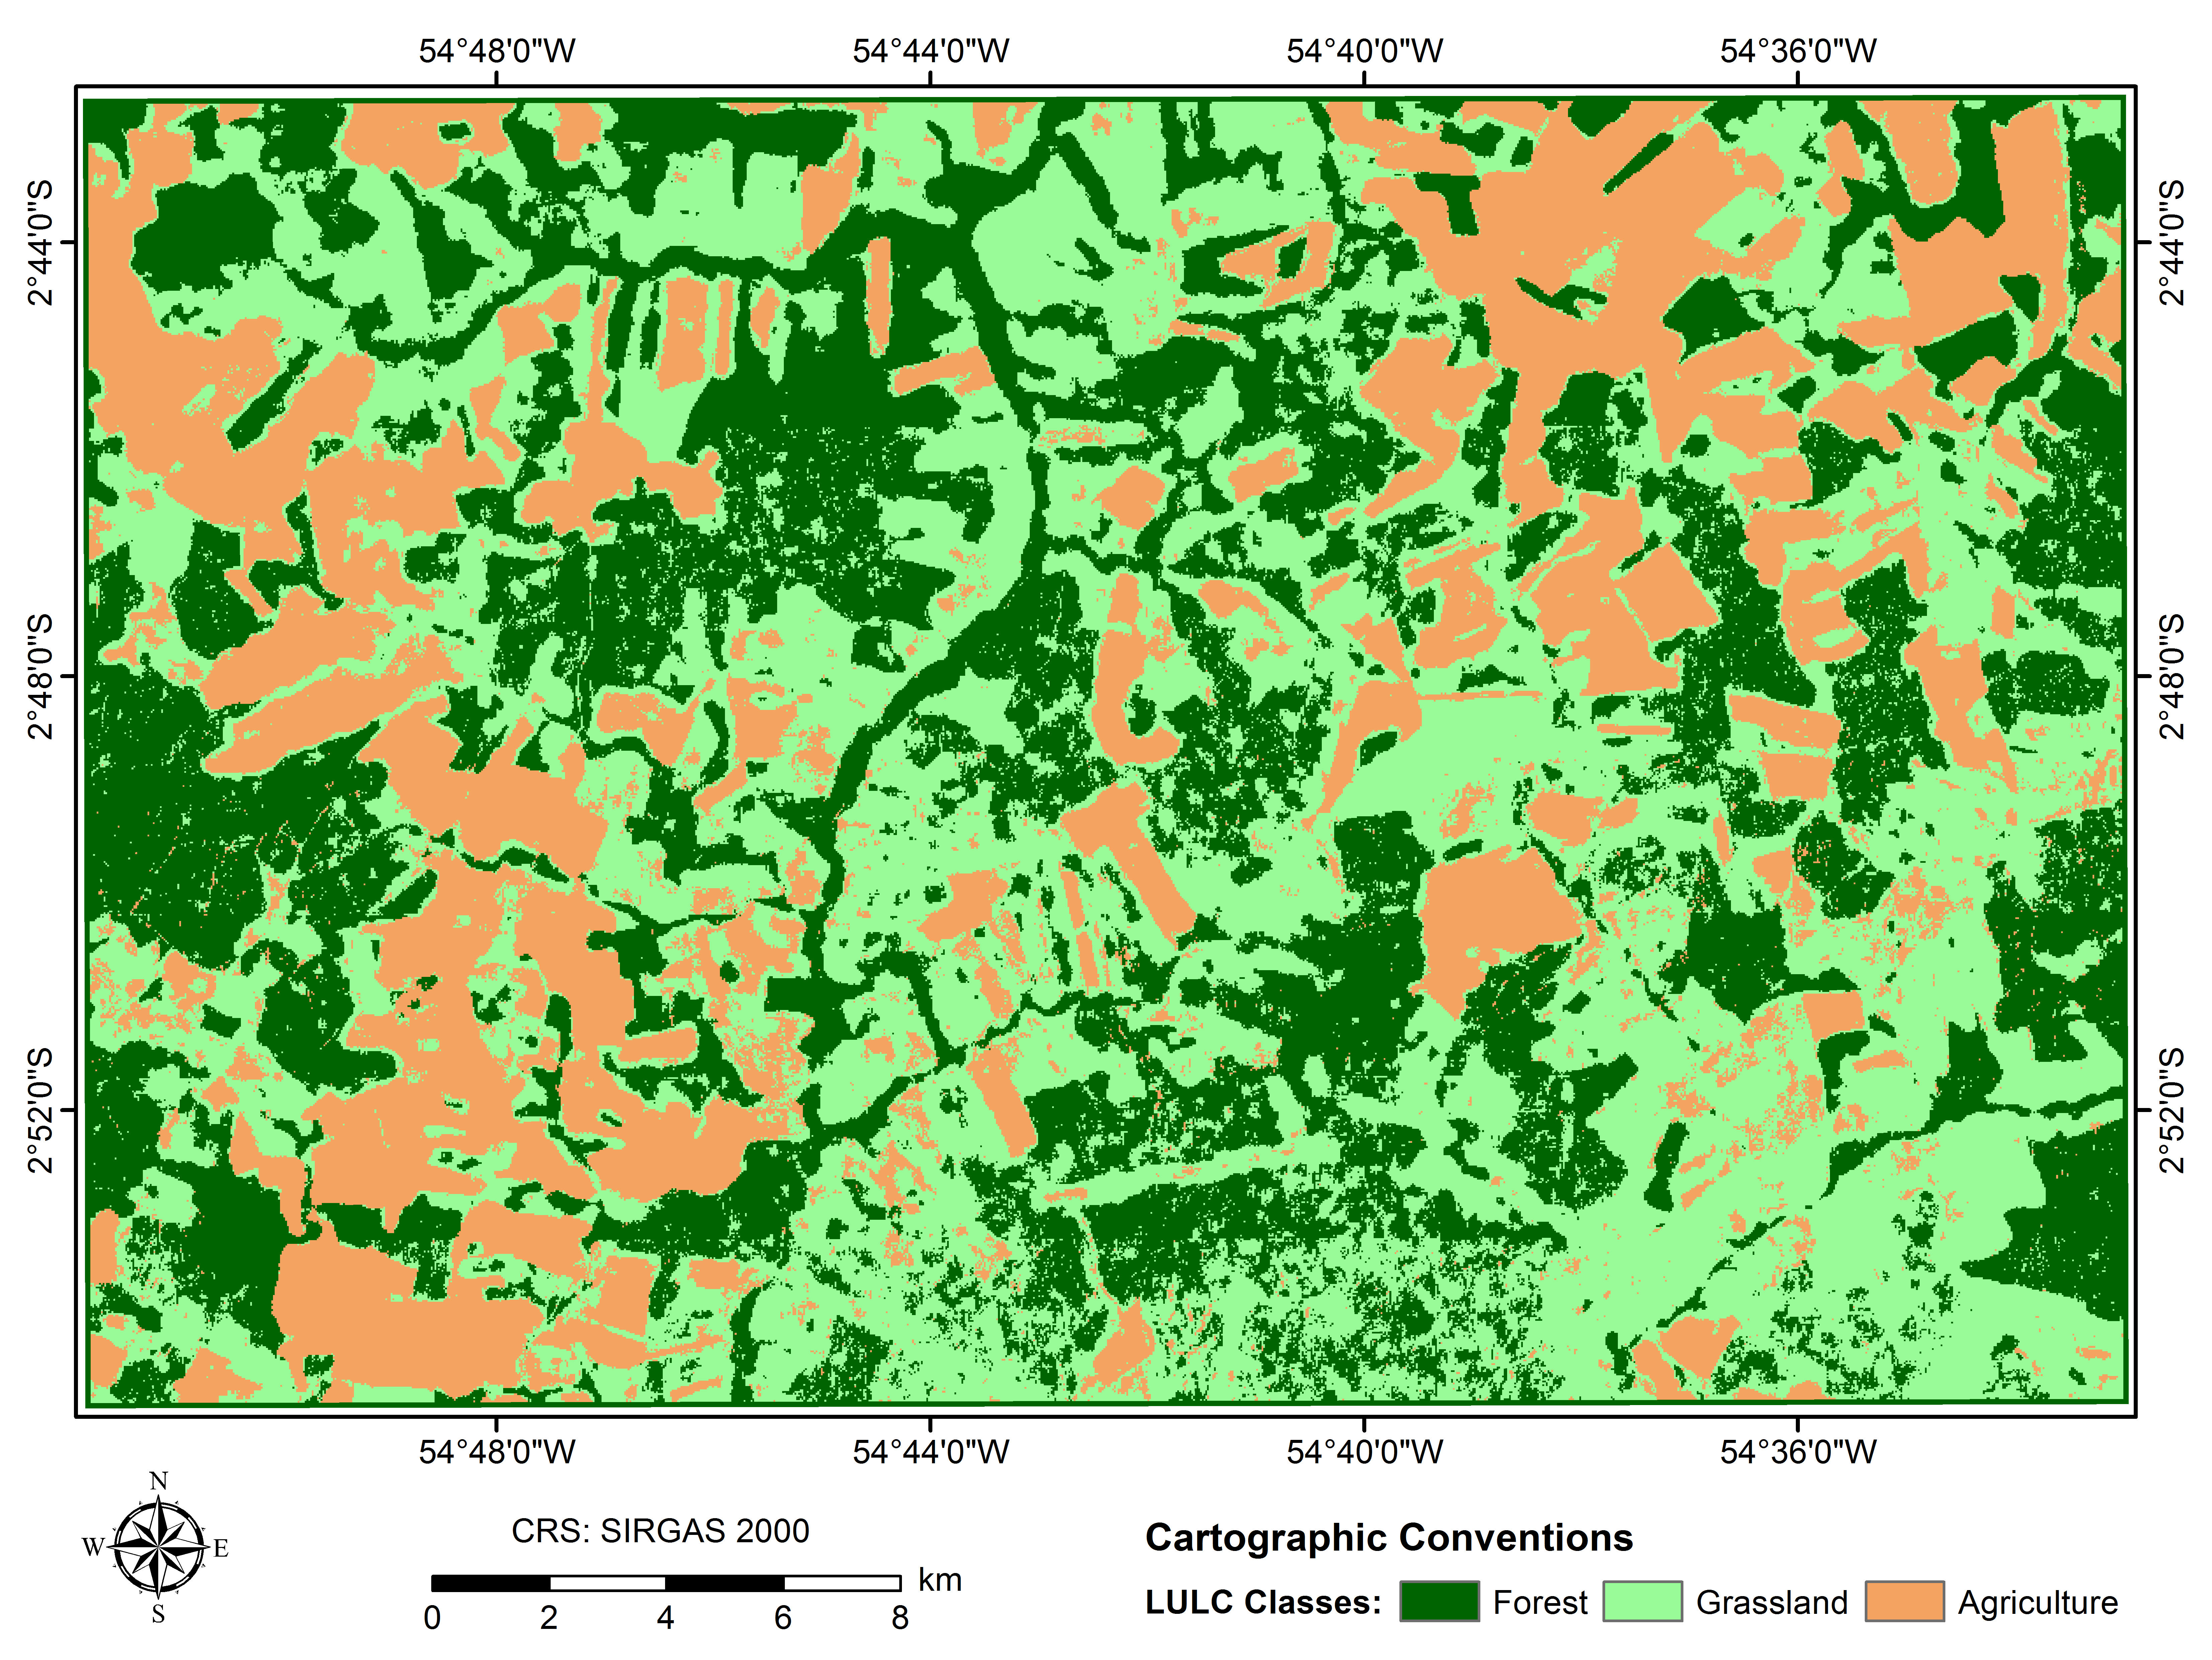 54°48'0"W 54°44'0"W 54°40'0"W 54°36'0"W
2°44'0"S 2°44'0"S
2°48'0"S 2°48'0"S
2°52'0"S 2°52'0"S
54°48'0"W 54°44'0"W 54°40'0"W 54°36'0"W
N
W E
S
CRS: SIRGAS 2000
km
0 2 4 6 8
Cartographic Conventions
LULC Classes: Forest Grassland Agriculture